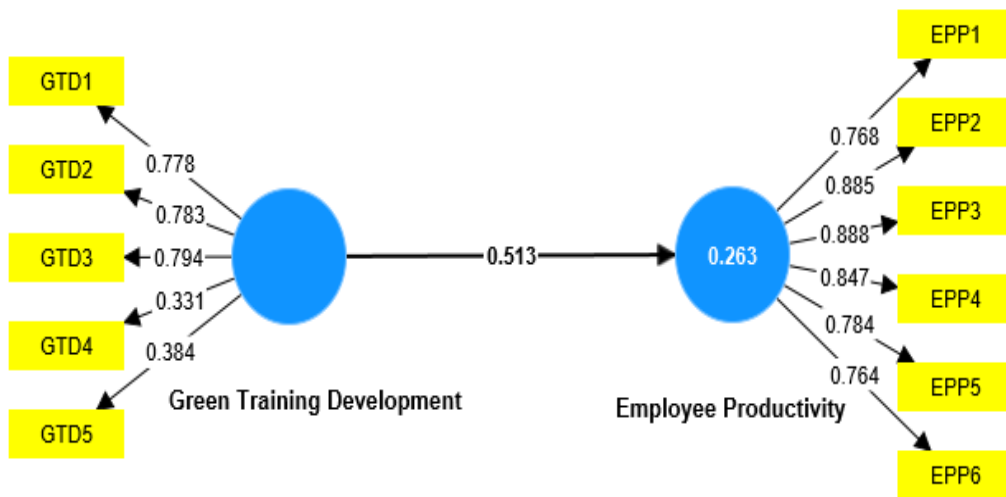 GTD1
GTD2
GTD3
GTD4
GTD5
0.778
0.783
0.794
0.331
0.384
Green Training Development
0.513
0.263
Employee Productivity
0.768
0.885
0.888
0.847
0.784
0.764
EPP1
EPP2
EPP3
EPP4
EPP5
EPP6